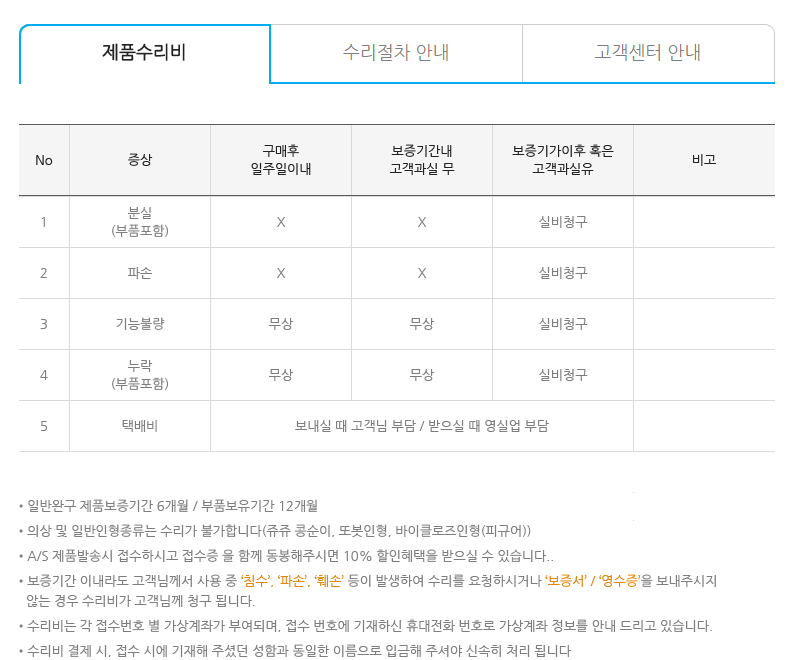 제품수리비
수리절차 안내
고객센터 안내
No
증상
구매후
일주일이내
보증기간내
고객과실 무
보증기가이후 혹은
고객과실유
비고
1
분실
(부품포함)
X
X
실비청구
2
파손
X
X
실비청구
3
기능불량
무상
무상
실비청구
4
누락
(부품포함)
무상
무상
실비청구
5
택배비
보내실 때 고객님 부담 / 받으실 때 영실업 부담
• 일반완구 제품보증기간 6개월 / 부품보유기간 12개월
• 의상 및 일반인형종류는 수리가 불가합니다(쥬쥬 콩순이, 또봇인형, 바이클로즈인형(피규어))
• A/S 제품발송시 접수하시고 접수증 을 함께 동봉해주시면 10% 할인혜택을 받으실 수 있습니다..
• 보증기간 이내라도 고객님께서 사용 중 ‘침수’, ‘파손’, ‘훼손’ 등이 발생하여 수리를 요청하시거나 ‘보증서’ / ‘영수증’을 보내주시지
않는 경우 수리비가 고객님께 청구 됩니다.
• 수리비는 각 접수번호 별 가상계좌가 부여되며, 접수 번호에 기재하신 휴대전화 번호로 가상계좌 정보를 안내 드리고 있습니다.
• 수리비 결제 시, 접수 시에 기재해 주셨던 성함과 동일한 이름으로 입금해 주셔야 신속히 처리 됩니다